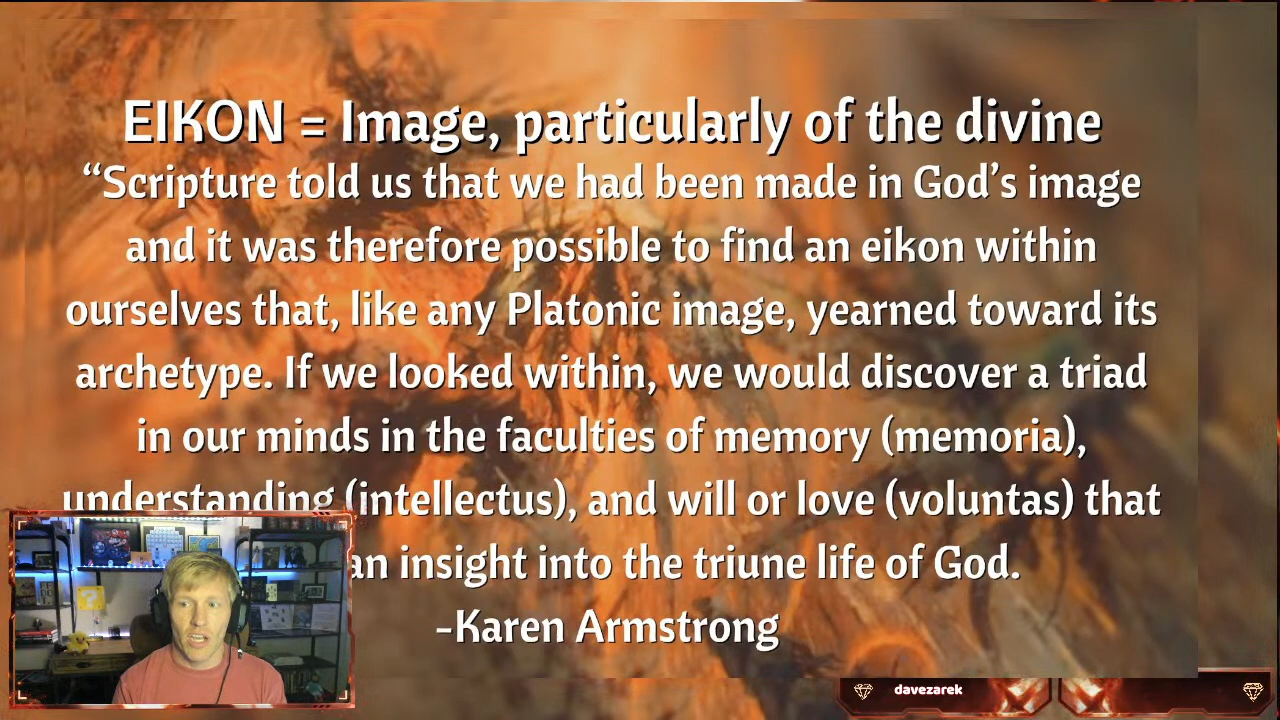 EIKON = Image, particularly of the divine
“Scripture told us that we had been made in God’s image
and it was therefore possible to find an eikon within
ourselves that, like any Platonic image, yearned toward its
archetype. If we looked within, we would discover a triad
in our minds in the faculties of memory (memoria),
understanding (intellectus), and will or love (voluntas) that
an insight into the triune life of God.
-Karen Armstrong
davezarek